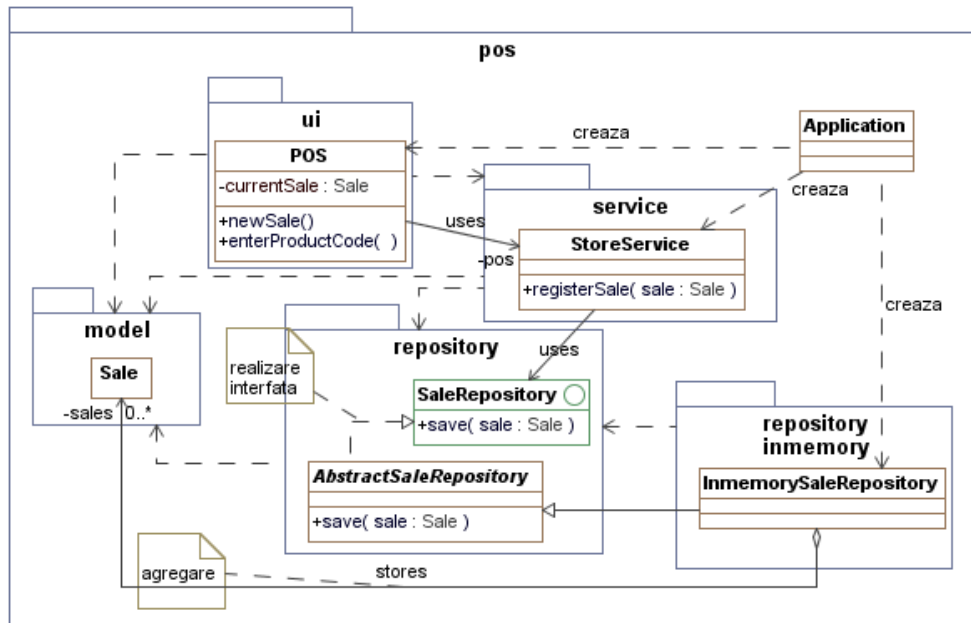 pos
ui
POS
-currentSale : Sale
+newSale()
+enterProductCode(  )
creaza
Application
creaza
service
uses
StoreService
-pos
+registerSale( sale : Sale )
creaza
model
Sale
-sales 0..*
realizare
interfata
repository
uses
SaleRepository
+save( sale : Sale )
AbstractSaleRepository
+save( sale : Sale )
repository
inmemory
InmemorySaleRepository
agregare
stores